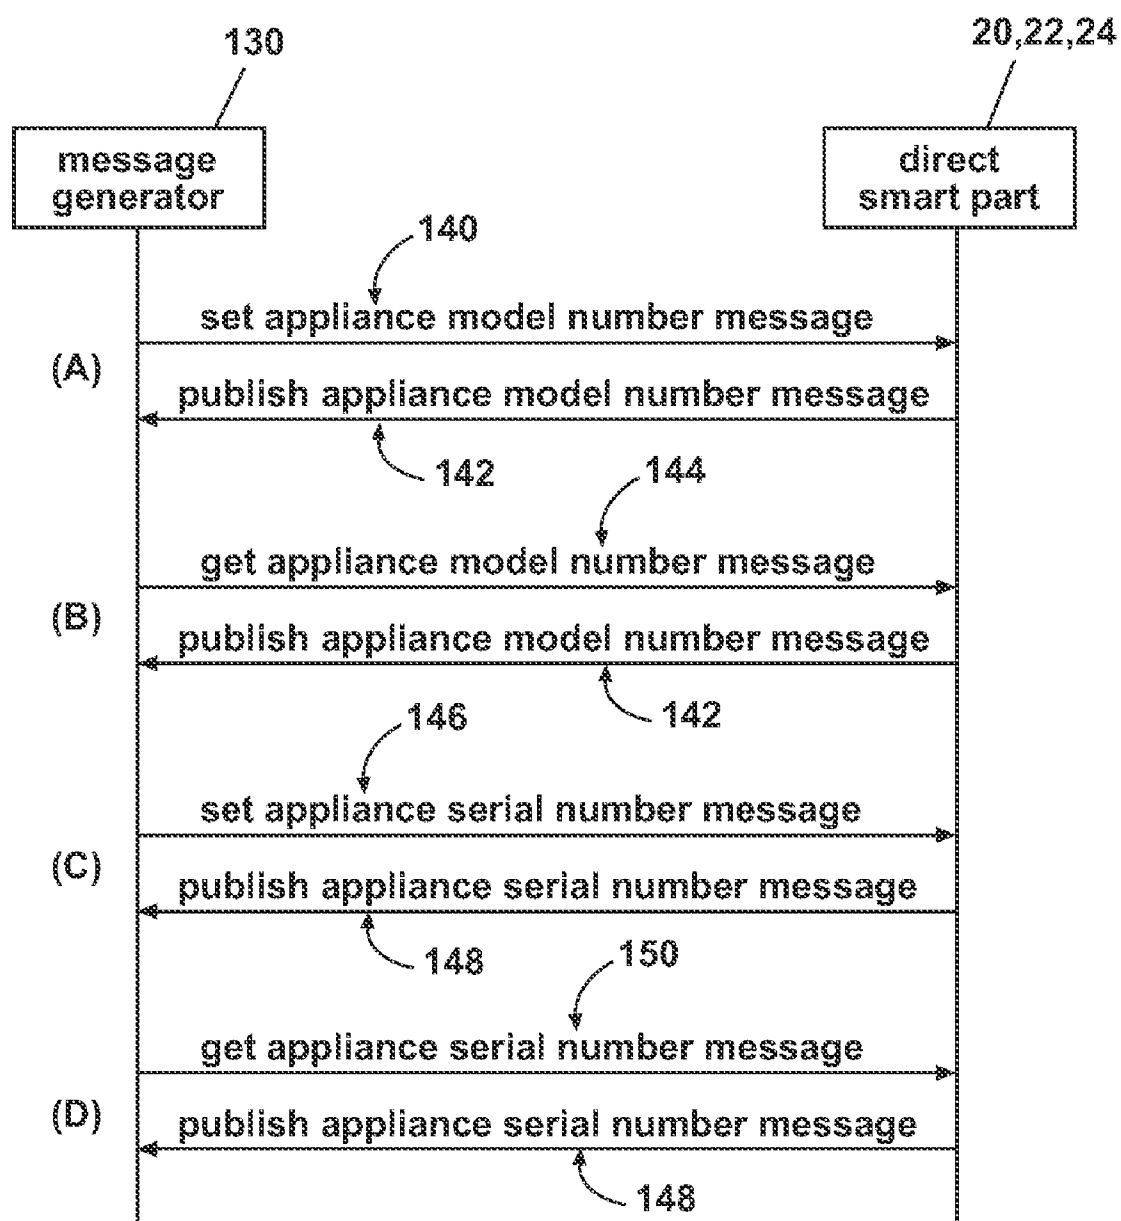 130
20,22,24
message
generator
direct
smart part
140
set appliance model number message
(A)
publish appliance model number message
142
144
get appliance model number message
(B)
publish appliance model number message
142
146
set appliance serial number message
(C)
publish appliance serial number message
148
150
get appliance serial number message
(D)
publish appliance serial number message
148